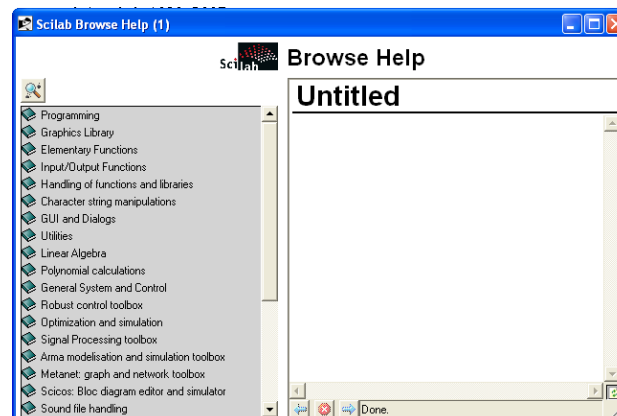 Scilab Browse Help (1)
Scilab
Browse Help
Untitled
Programming
Graphics Library
Elementary Functions
Input/Output Functions
Handling of functions and libraries
Character string manipulations
GUI and Dialogs
Utilities
Linear Algebra
Polynomial calculations
General System and Control
Robust control toolbox
Optimization and simulation
Signal Processing toolbox
Arma modelisation and simulation toolbox
Metanet: graph and network toolbox
Scicos: Bloc diagram editor and simulator
Sound file handling
Done.